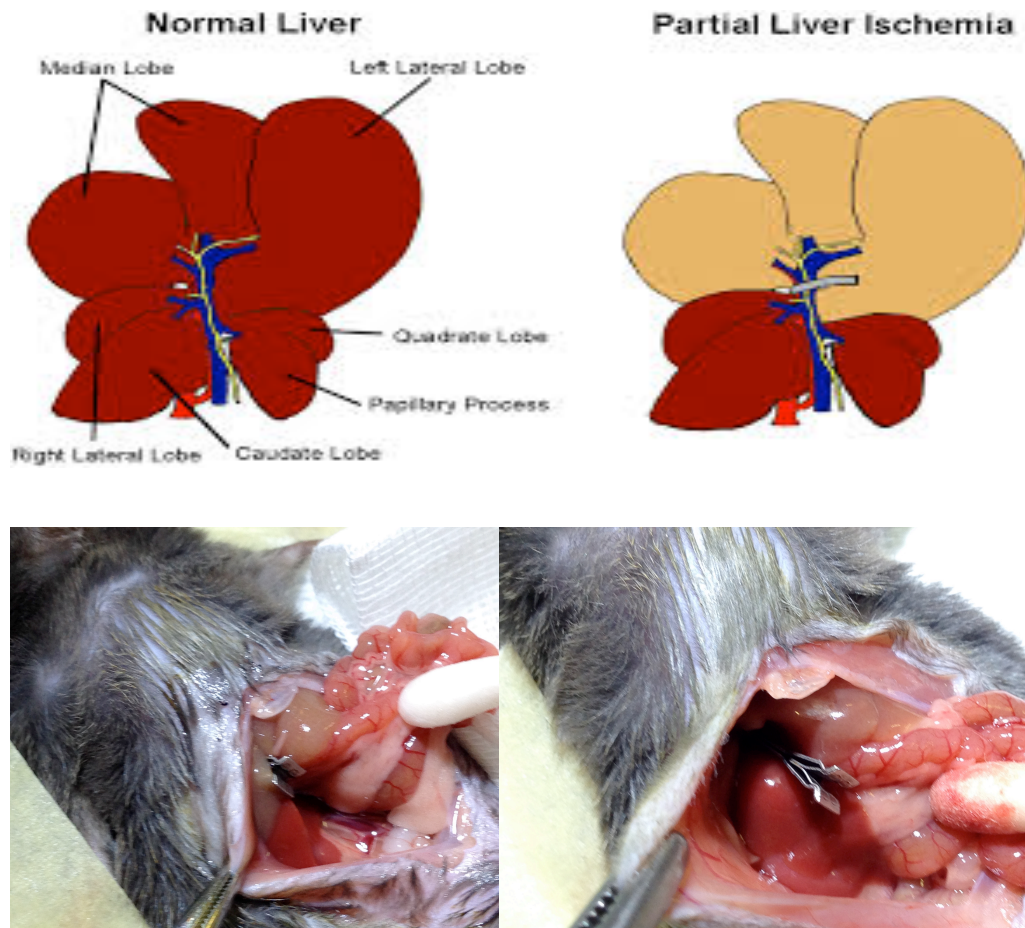 Normal Liver
Partial Liver Ischemia
Median Lobe
Left Lateral Lobe
Quadrate Lobe
Papillary Process
Right Lateral Lobe
Caudate Lobe